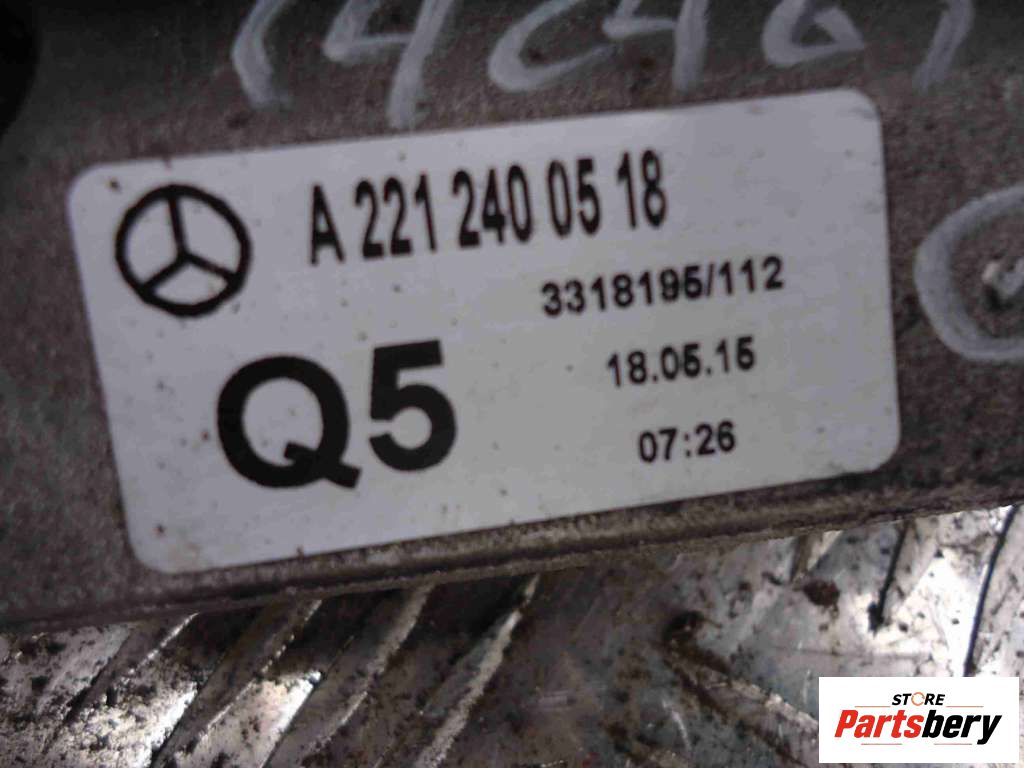 A 221 240 05 18
3318195/112
Q5
18.05.15
07:26
STORE
Partsbery